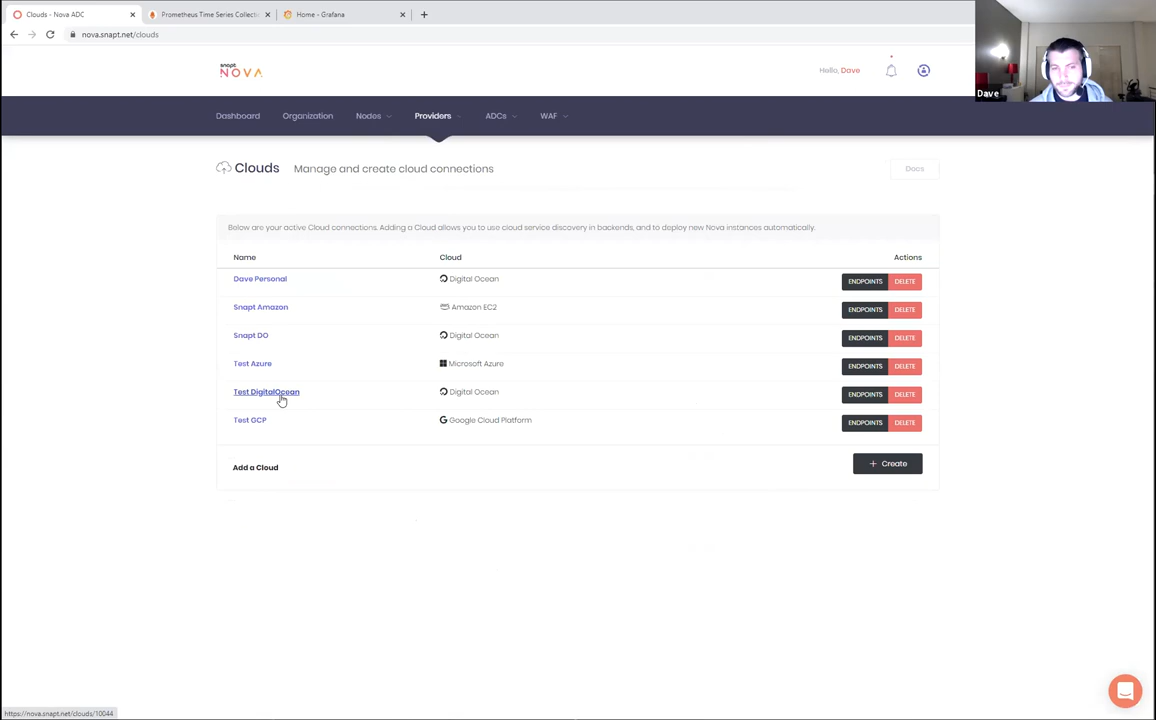 Clouds - Nova ADC
Prometheus Time Series Collecti
Home - Grafana
nova.snapt.net/clouds
snapt
NOVA
Hello, Dave
Dave
Dashboard
Organization
Nodes
Providers
ADCs
WAF
Clouds
Manage and create cloud connections
Docs
Below are your active Cloud connections. Adding a Cloud allows you to use cloud service discovery in backends, and to deploy new Nova instances automatically.
Name Cloud Actions
Dave Personal Digital Ocean ENDPOINTS DELETE
Snapt Amazon Amazon EC2 ENDPOINTS DELETE
Snapt DO Digital Ocean ENDPOINTS DELETE
Test Azure Microsoft Azure ENDPOINTS DELETE
Test DigitalOcean Digital Ocean ENDPOINTS DELETE
Test GCP Google Cloud Platform ENDPOINTS DELETE
Add a Cloud + Create
https://nova.snapt.net/clouds/10044